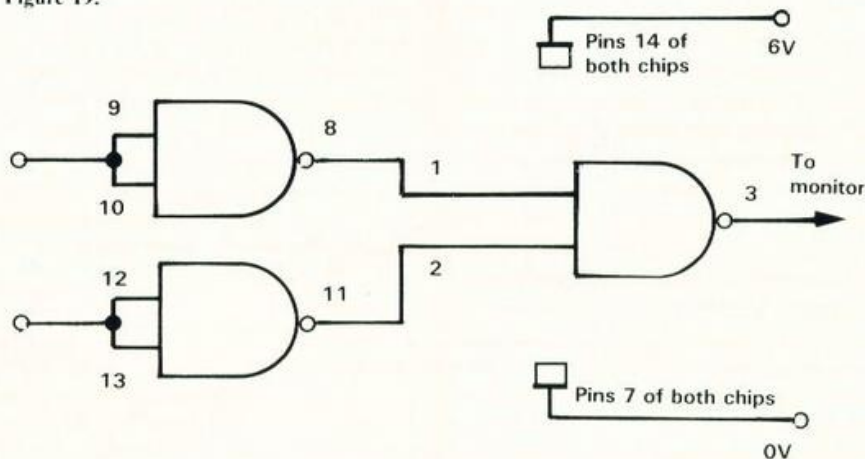 Figure 19.
Pins 14 of
both chips
6V
9
8
10
1
To
monitor
3
12
11
2
13
Pins 7 of both chips
0V